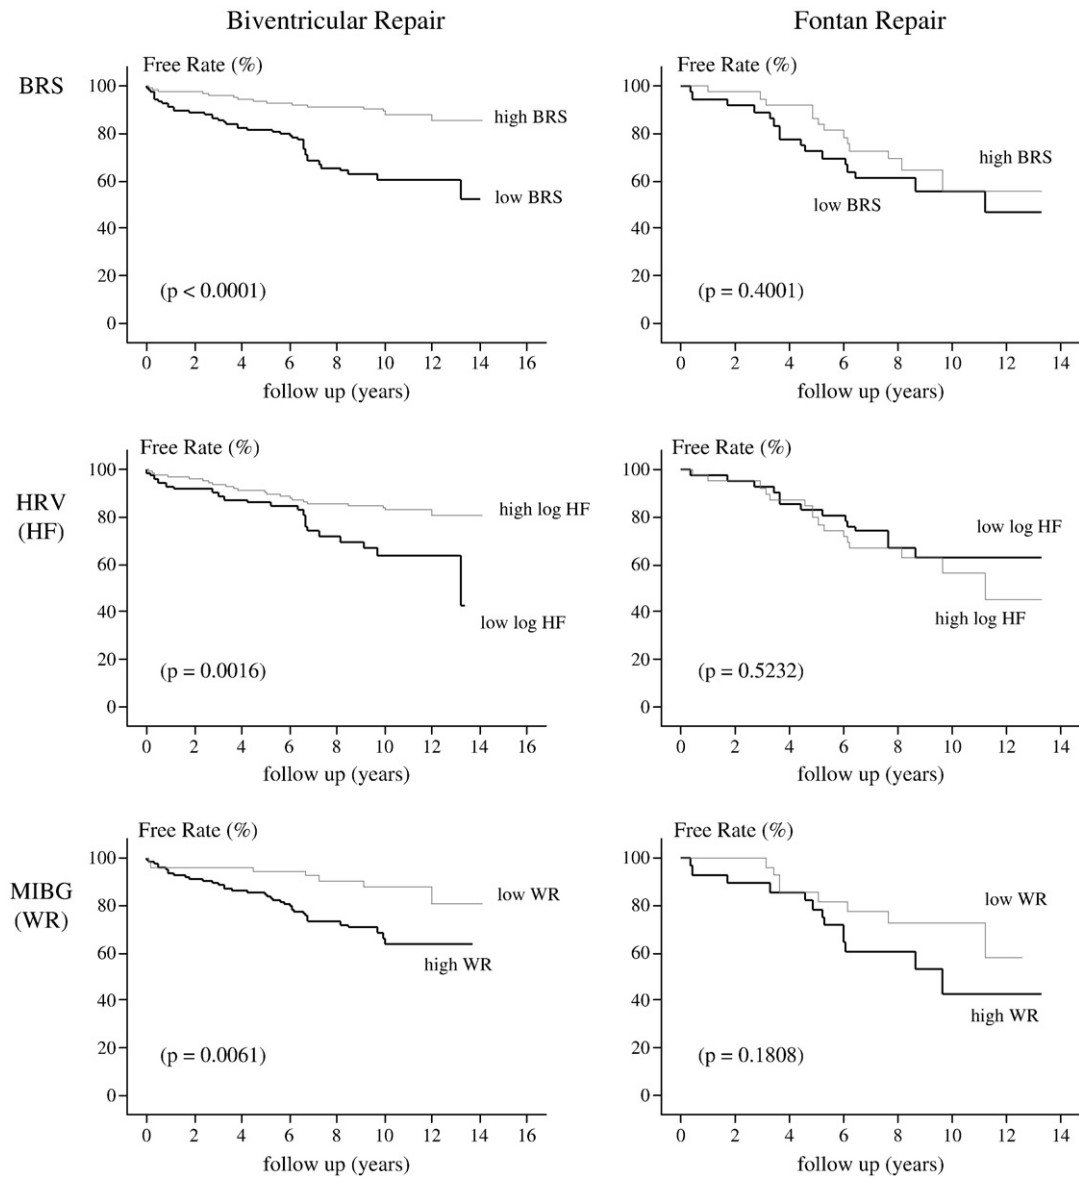 Biventricular Repair
Fontan Repair
BRS
Free Rate (%)
100
80
60
40
20
0
high BRS
low BRS
(p < 0.0001)
0 2 4 6 8 10 12 14 16
follow up (years)
Free Rate (%)
100
80
60
40
20
0
high BRS
low BRS
(p = 0.4001)
0 2 4 6 8 10 12 14
follow up (years)
HRV
(HF)
Free Rate (%)
100
80
60
40
20
0
high log HF
low log HF
(p = 0.0016)
0 2 4 6 8 10 12 14 16
follow up (years)
Free Rate (%)
100
80
60
40
20
0
low log HF
high log HF
(p = 0.5232)
0 2 4 6 8 10 12 14
follow up (years)
MIBG
(WR)
Free Rate (%)
100
80
60
40
20
0
low WR
high WR
(p = 0.0061)
0 2 4 6 8 10 12 14 16
follow up (years)
Free Rate (%)
100
80
60
40
20
0
low WR
high WR
(p = 0.1808)
0 2 4 6 8 10 12 14
follow up (years)